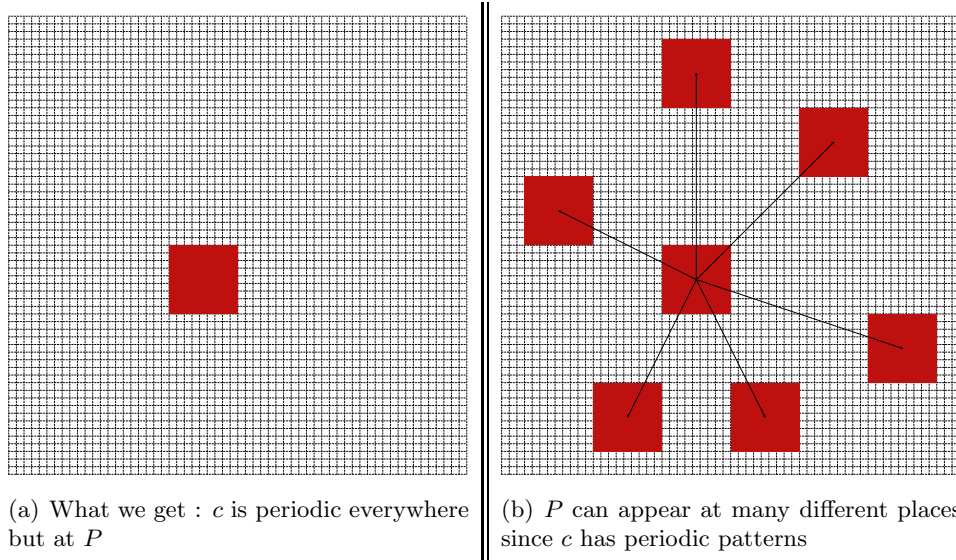 (a) What we get : c is periodic everywhere
but at P
(b) P can appear at many different places
since c has periodic patterns